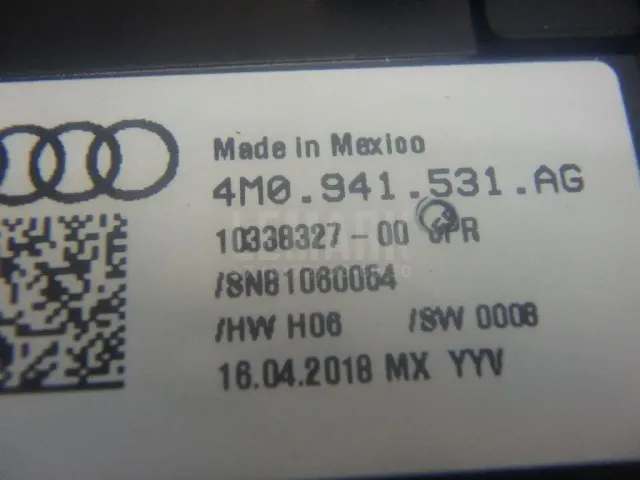 Made in Mexico
4M0.941.531.AG
10338327-00
/SN81060054
/HW H06 /SW 0008
16.04.2018 MX YYV